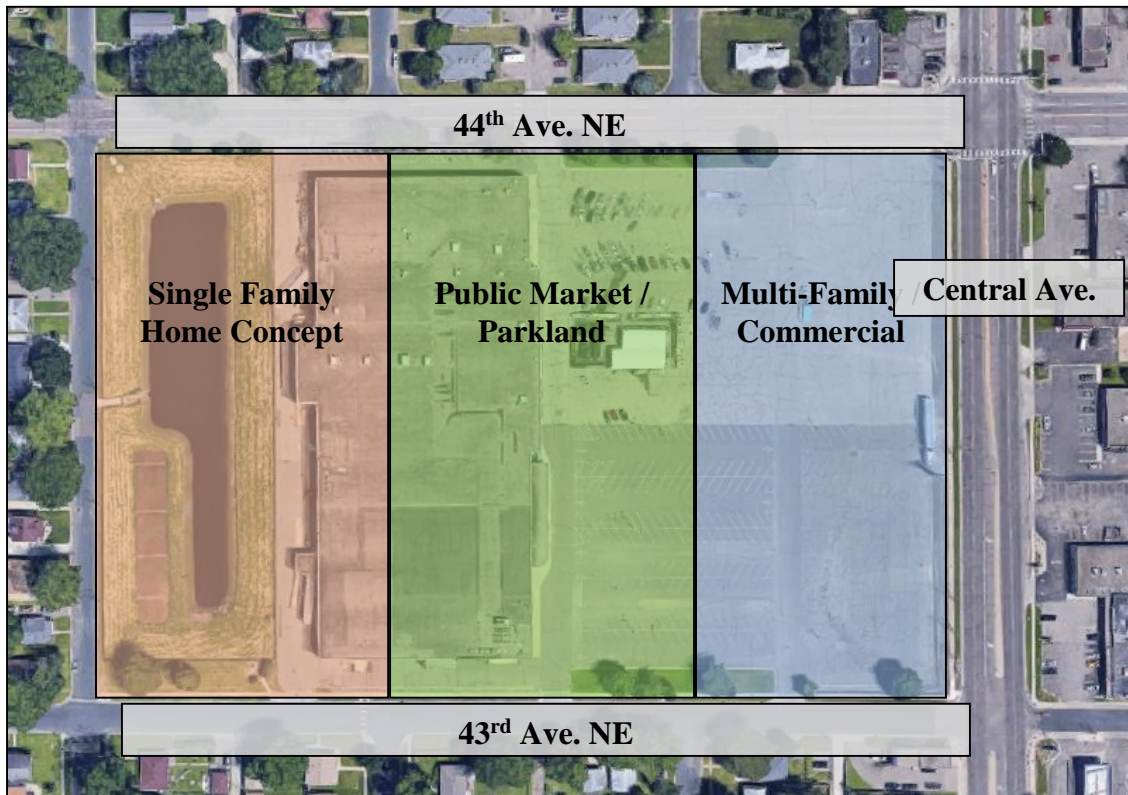 44th Ave. NE
Single Family
Home Concept
Public Market /
Parkland
Multi-Family /
Commercial
Central Ave.
43rd Ave. NE